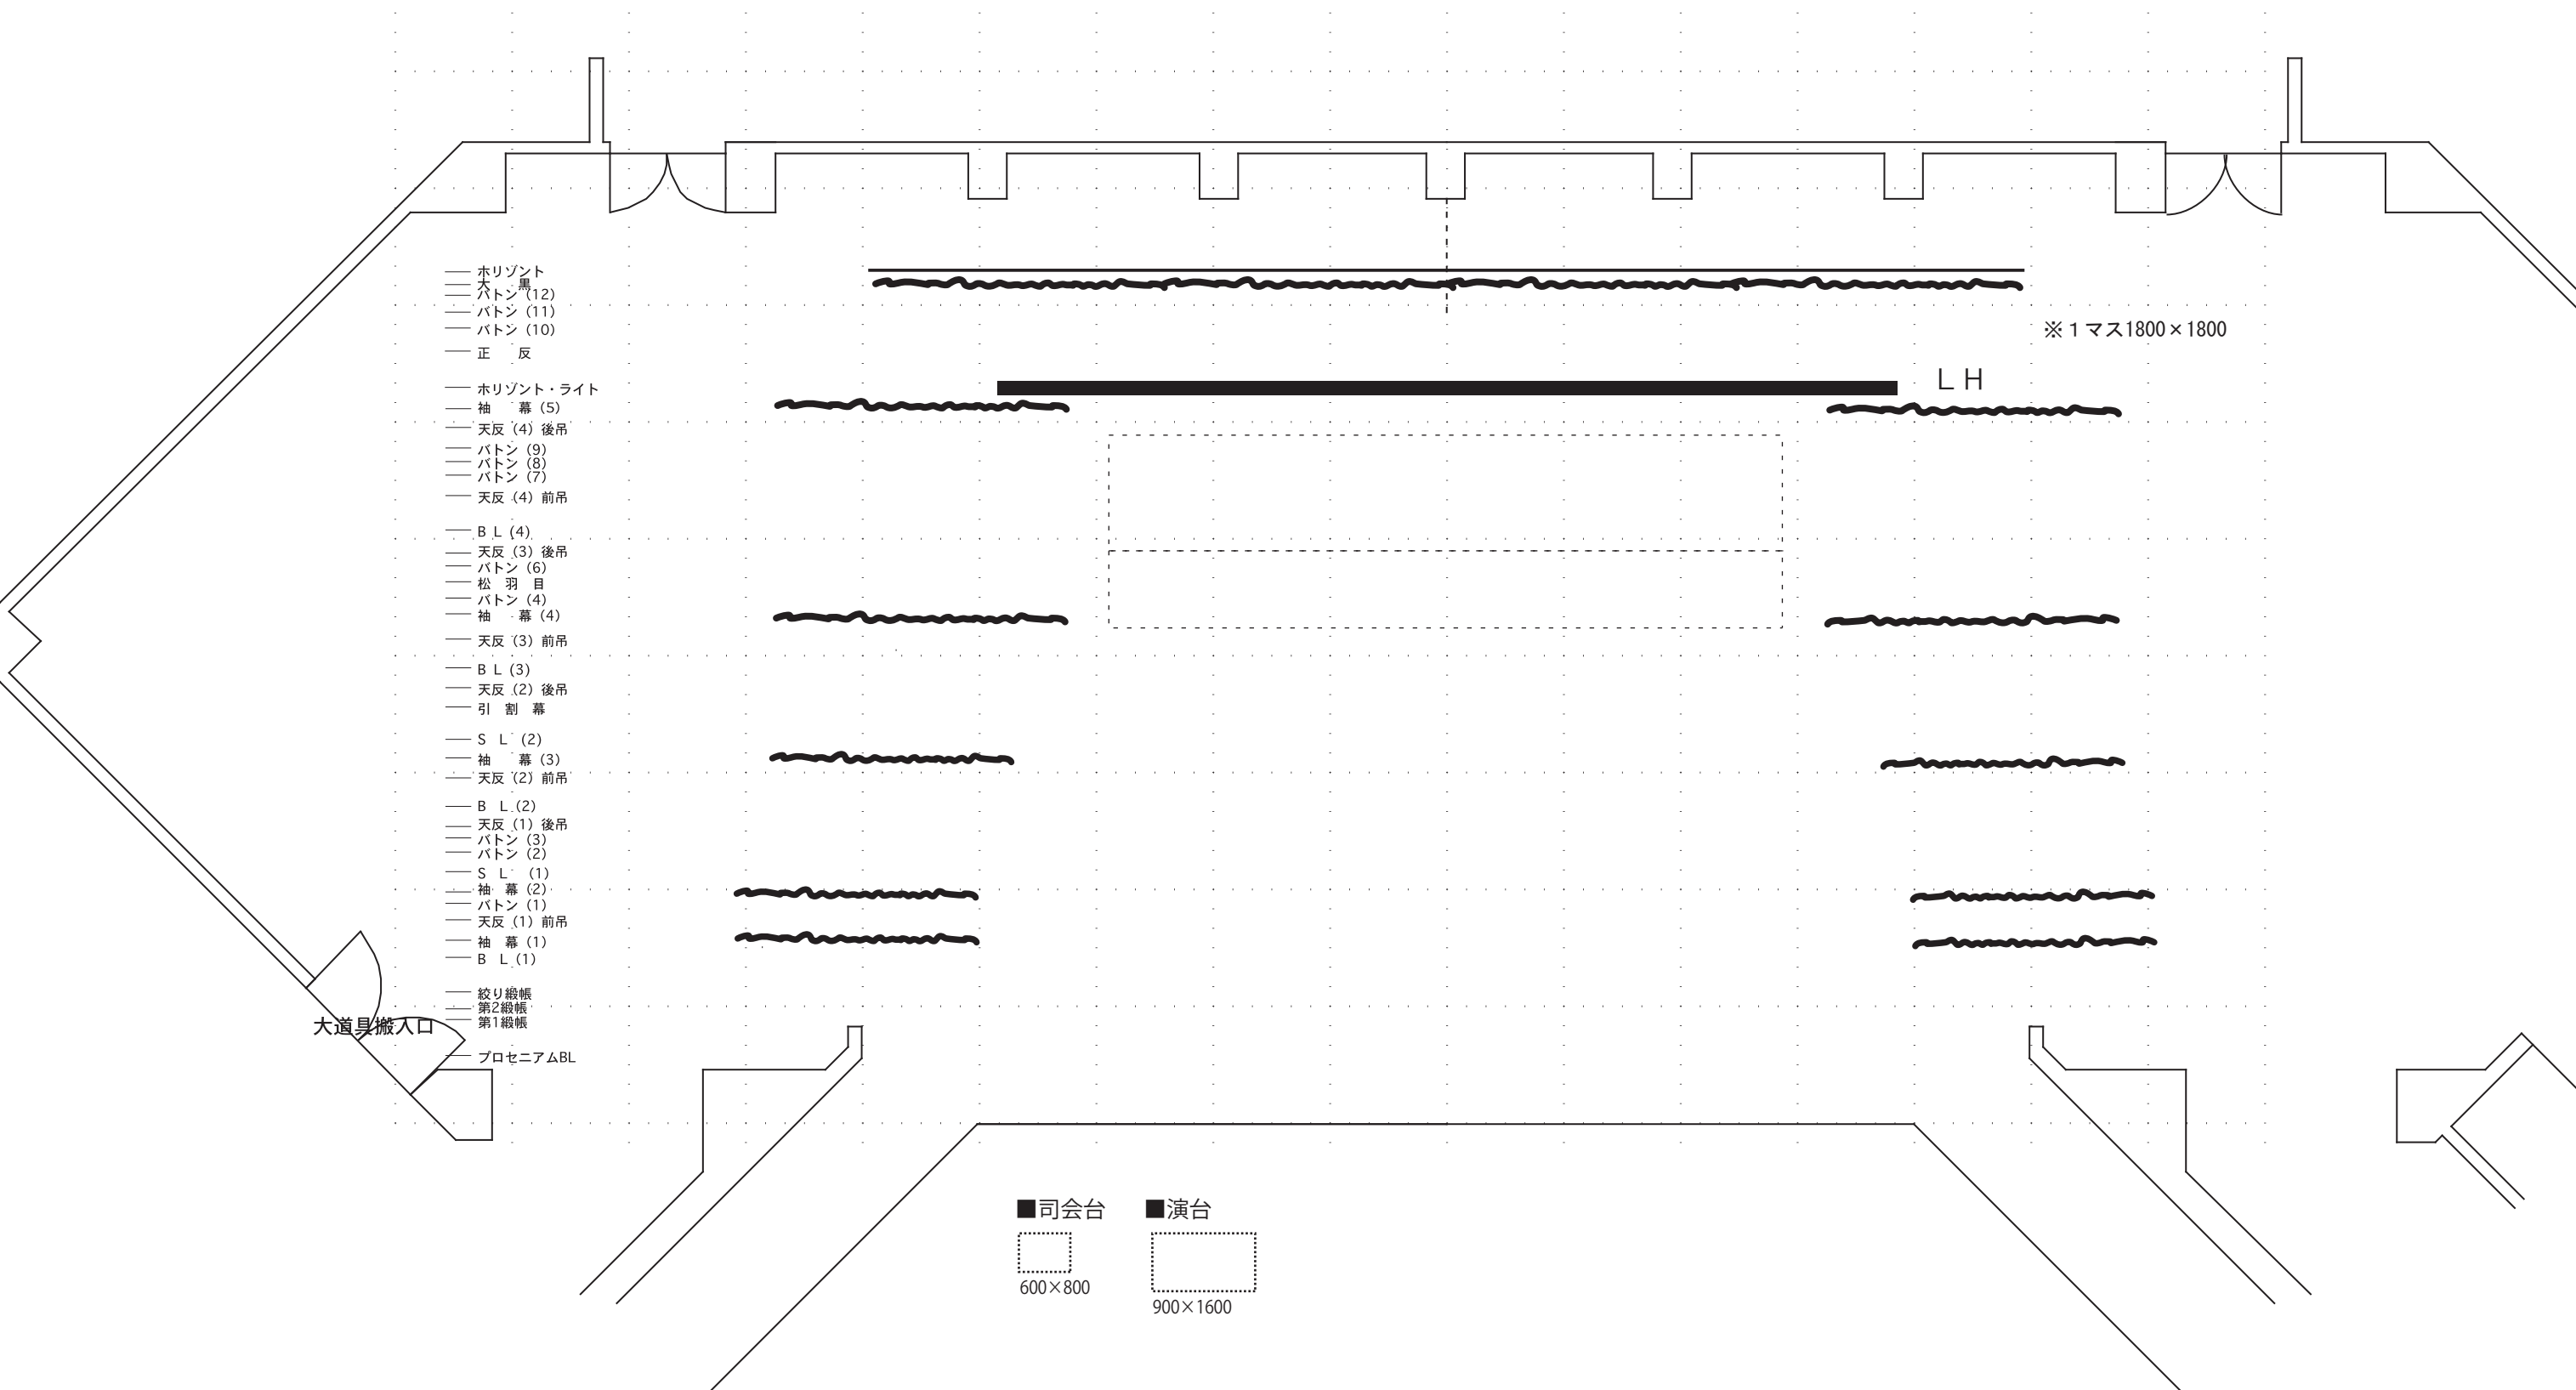 ホリゾント
大　　黒
バトン（12）
バトン（11）
バトン（10）
正　　反
ホリゾント・ライト
袖　　幕（5）
天反（4）後吊
バトン（9）
バトン（8）
バトン（7）
天反（4）前吊
B L (4)
天反（3）後吊
バトン（6）
松　羽　目
バトン（4）
袖　　幕（4）
天反（3）前吊
B L (3)
天反（2）後吊
引　割　幕
S　L （2）
袖　　幕（3）
天反（2）前吊
B　L (2)
天反（1）後吊
バトン（3）
バトン（2）
S　L　（1）
袖　幕（2）
バトン（1）
天反（1）前吊
袖　幕（1）
B　L (1)
絞り緞帳
第2緞帳
第1緞帳
プロセニアムBL
大道具搬入口
※１マス1800×1800
ＬＨ
■司会台
600×800
■演台
900×1600